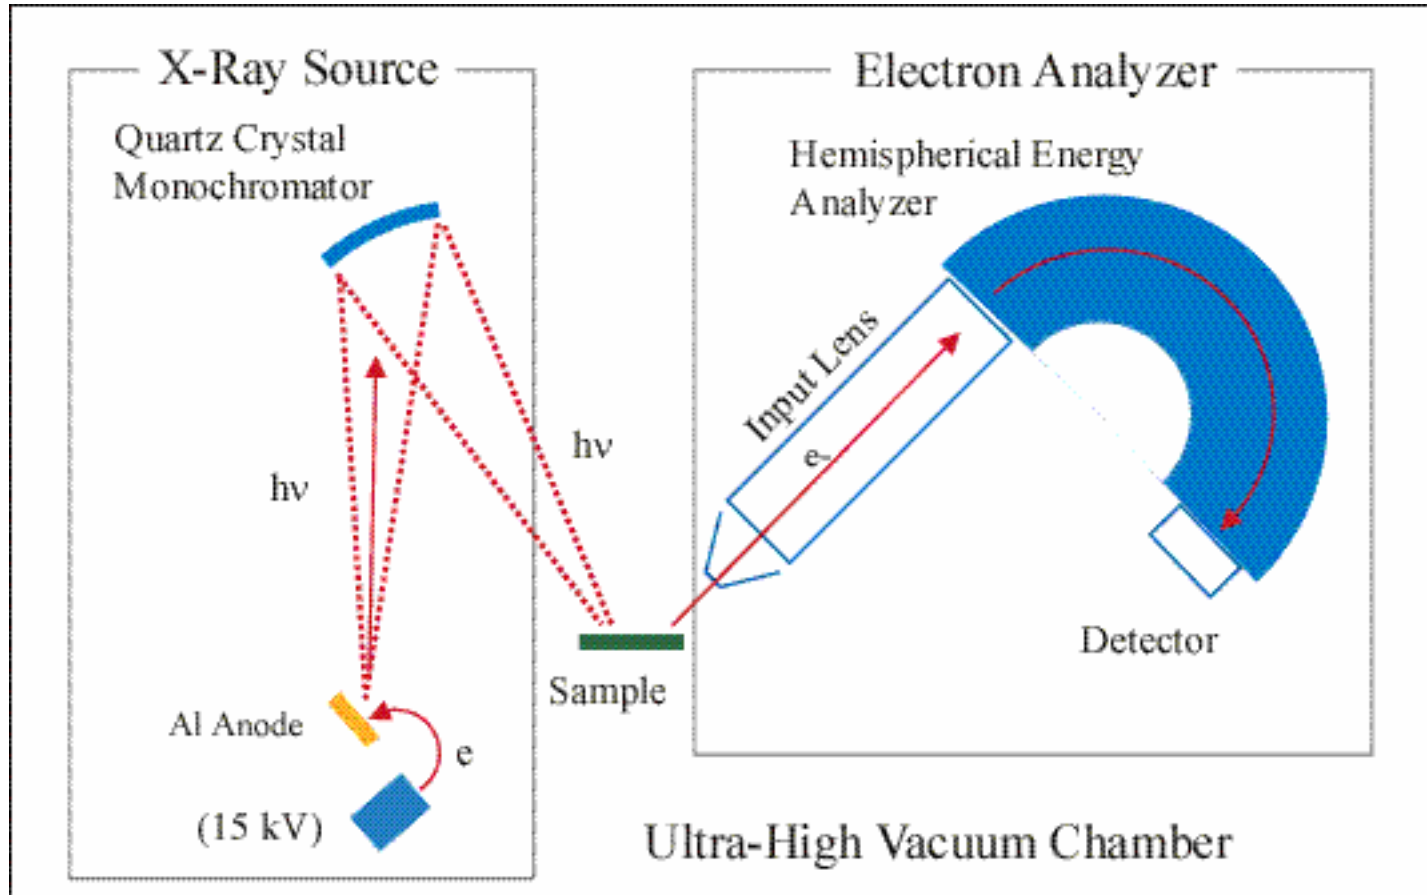 X-Ray Source
Quartz Crystal
Monochromator
hν
hν
Al Anode
e
(15 kV)
Sample
Electron Analyzer
Hemispherical Energy
Analyzer
Input Lens
e-
Detector
Ultra-High Vacuum Chamber